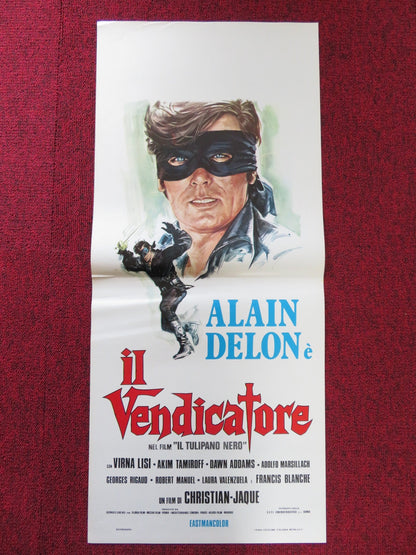 ALAIN
DELON è
il
Vendicatore
NEL FILM "IL TULIPANO NERO"
con VIRNA LISI • AKIM TAMIROFF • DAWN ADDAMS • ADOLFO MARSILLACH
GEORGES RIGAUD • ROBERT MANUEL • LAURA VALENZUELA e FRANCIS BLANCHE
UN FILM DI CHRISTIAN-JAQUE
EASTMANCOLOR